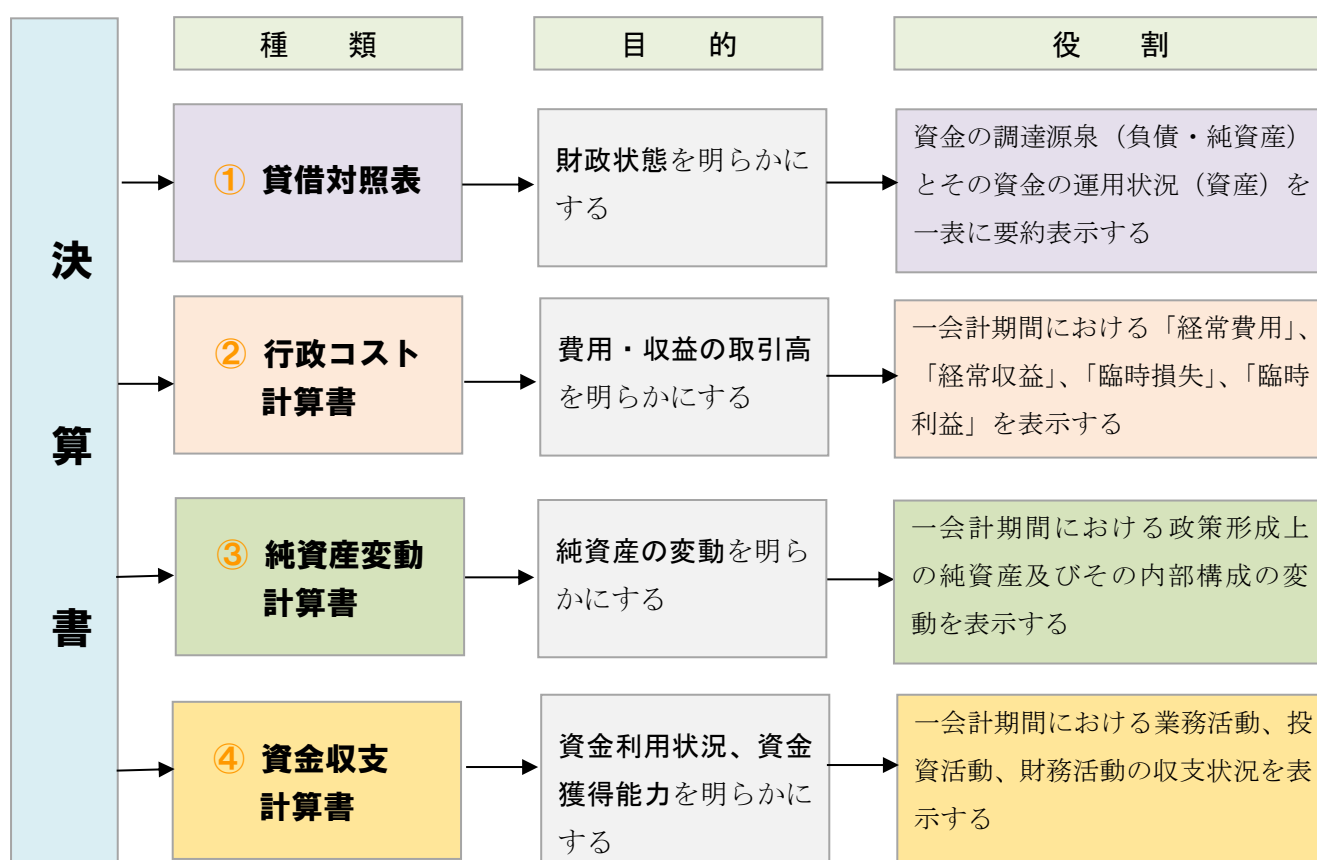 決算書
種類
目的
役割
① 貸借対照表
財政状態を明らかに
する
資金の調達源泉（負債・純資産）
とその資金の運用状況（資産）を
一表に要約表示する
② 行政コスト
計算書
費用・収益の取引高
を明らかにする
一会計期間における「経常費用」、
「経常収益」、「臨時損失」、「臨時
利益」を表示する
③ 純資産変動
計算書
純資産の変動を明ら
かにする
一会計期間における政策形成上
の純資産及びその内部構成の変
動を表示する
④ 資金収支
計算書
資金利用状況、資金
獲得能力を明らかに
する
一会計期間における業務活動、投
資活動、財務活動の収支状況を表
示する